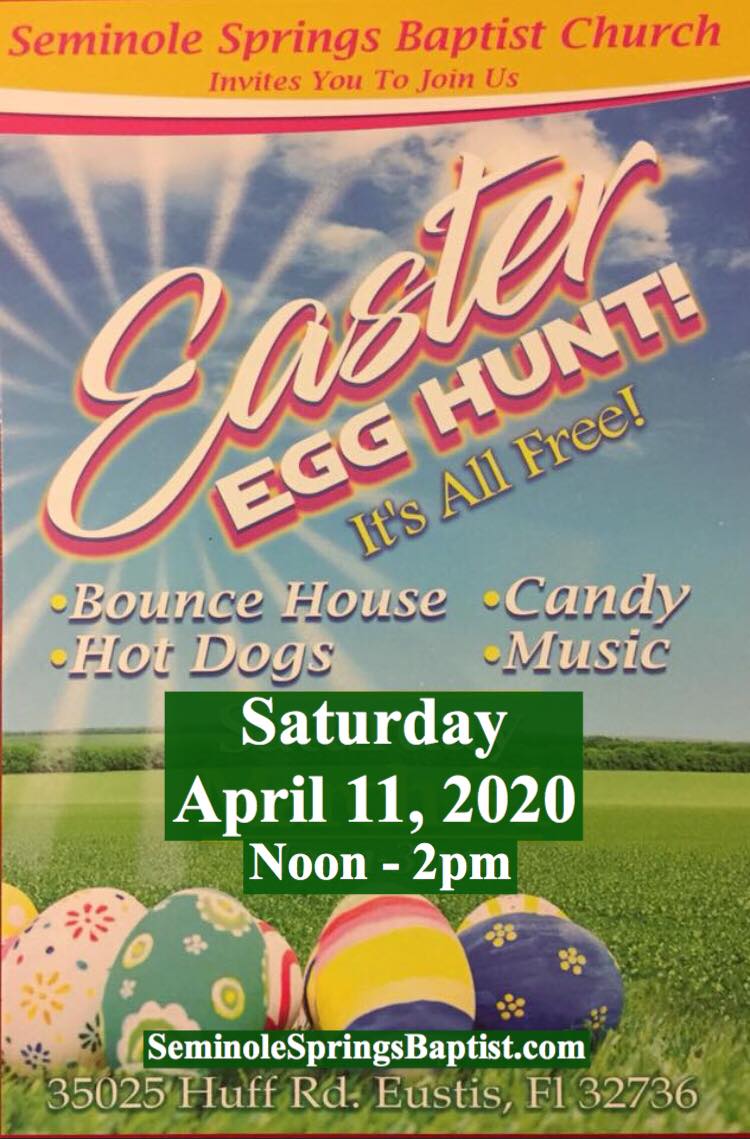 Seminole Springs Baptist Church
Invites You To Join Us
Easter
EGG HUNT!
It's All Free!
•Bounce House •Candy
•Hot Dogs •Music
Saturday
April 11, 2020
Noon - 2pm
SeminoleSpringsBaptist.com
35025 Huff Rd. Eustis, Fl 32736